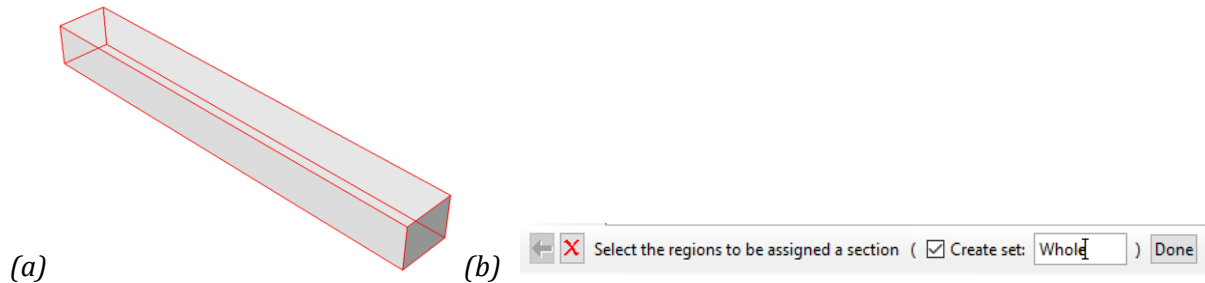 Select the regions to be assigned a section ( Create set: Whole ) Done
(a) (b)